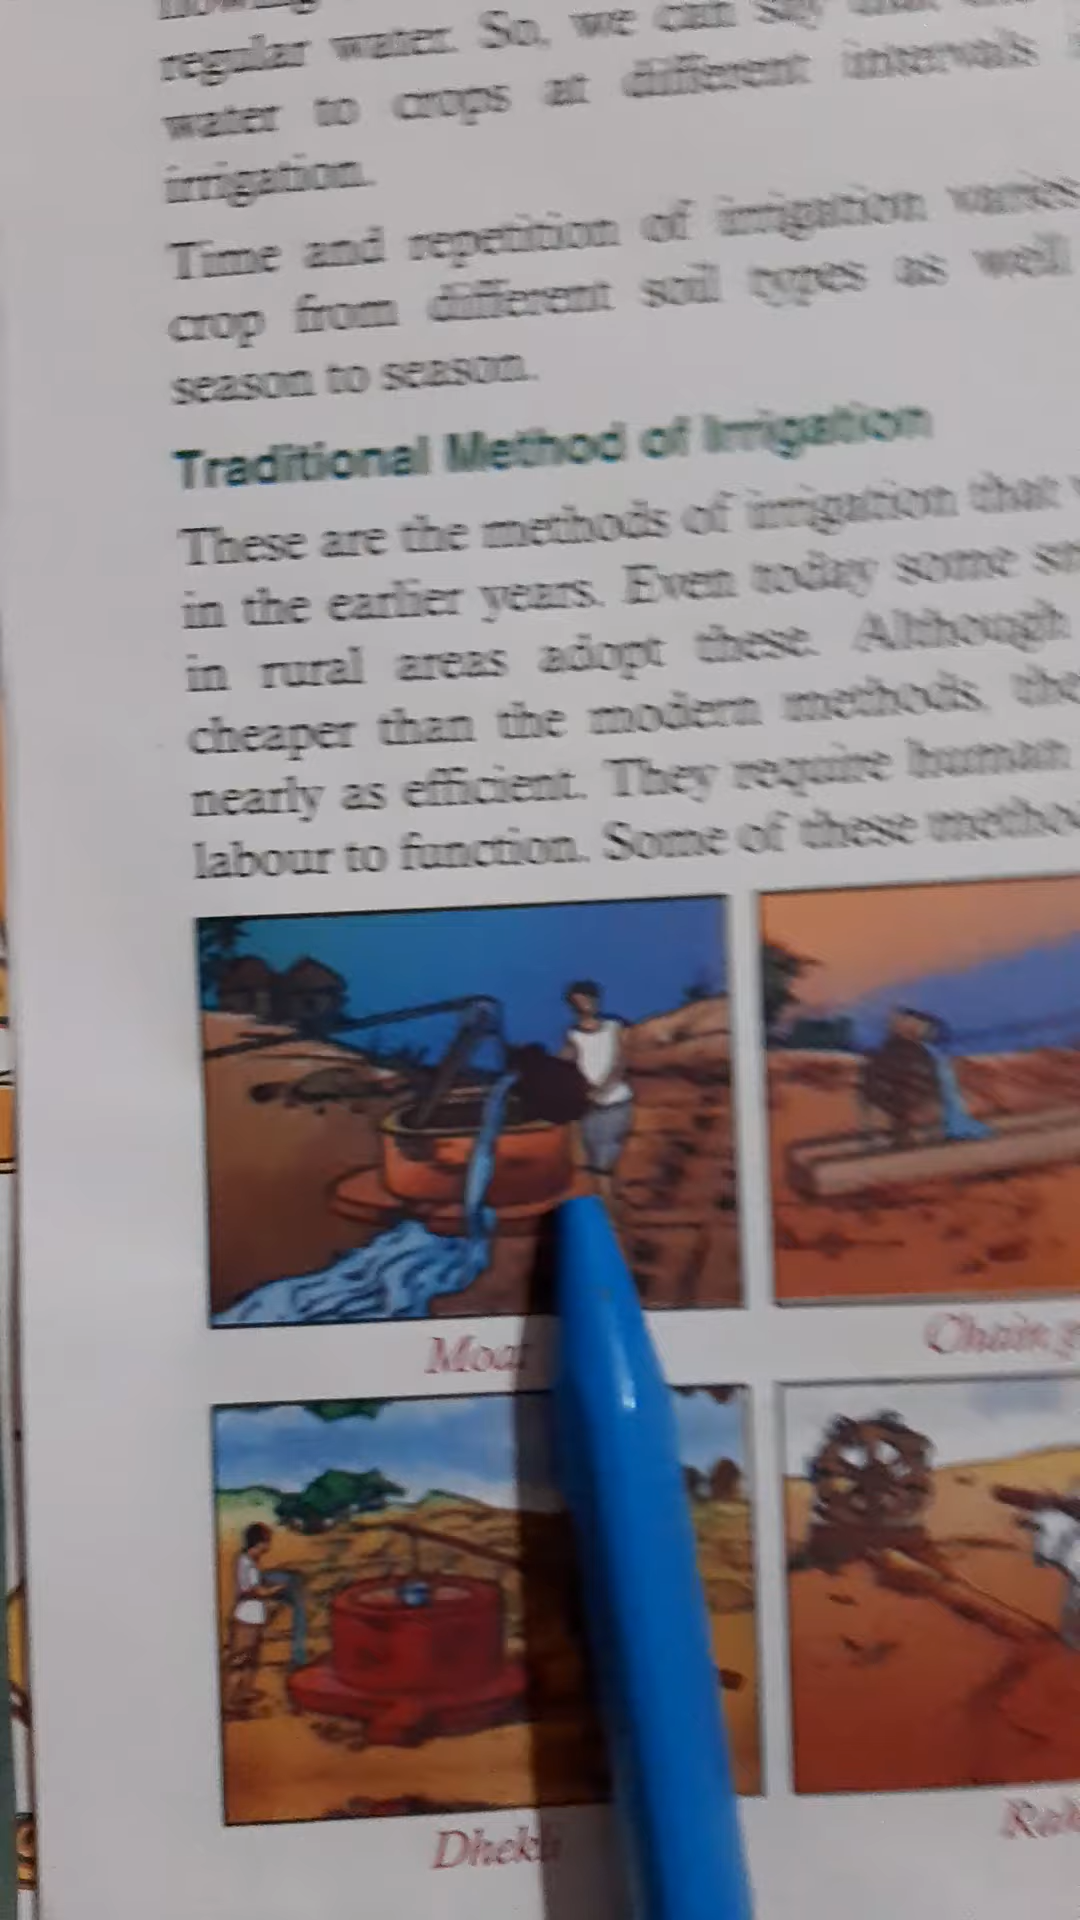 regular water. So, we can say that
water to crops at different intervals
irrigation.
Time and repetition of irrigation varies
crop from different soil types as well
season to season.
Traditional Method of Irrigation
These are the methods of irrigation that
in the earlier years. Even today some
in rural areas adopt these. Although
cheaper than the modern methods,
nearly as efficient. They require human
labour to function. Some of these
Moat
Chain
Dhekli